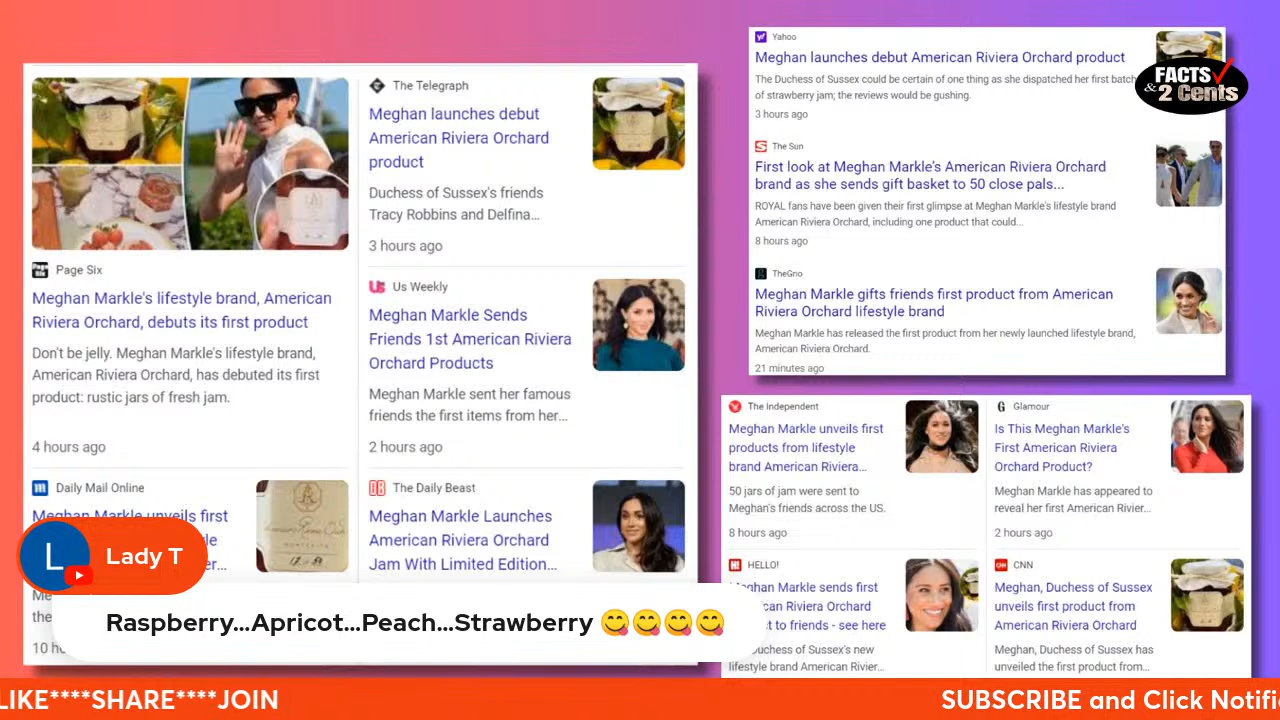 The Telegraph
Meghan launches debut
American Riviera Orchard
product
Duchess of Sussex's friends
Tracy Robbins and Delfina...
3 hours ago
Page Six
Meghan Markle's lifestyle brand, American
Riviera Orchard, debuts its first product
Don't be jelly. Meghan Markle's lifestyle brand,
American Riviera Orchard, has debuted its first
product: rustic jars of fresh jam.
4 hours ago
Us Weekly
Meghan Markle Sends
Friends 1st American Riviera
Orchard Products
Meghan Markle sent her famous
friends the first items from her...
2 hours ago
Daily Mail Online
Meghan Markle unveils first
The Daily Beast
Meghan Markle Launches
American Riviera Orchard
Jam With Limited Edition...
10 ho
Yahoo
Meghan launches debut American Riviera Orchard product
The Duchess of Sussex could be certain of one thing as she dispatched her first batch
of strawberry jam; the reviews would be gushing.
3 hours ago
FACTS
& 2 Cents
The Sun
First look at Meghan Markle's American Riviera Orchard
brand as she sends gift basket to 50 close pals...
ROYAL fans have been given their first glimpse at Meghan Markle's lifestyle brand
American Riviera Orchard, including one product that could...
8 hours ago
TheGno
Meghan Markle gifts friends first product from American
Riviera Orchard lifestyle brand
Meghan Markle has released the first product from her newly launched lifestyle brand,
American Riviera Orchard.
21 minutes ago
The Independent
Meghan Markle unveils first
products from lifestyle
brand American Riviera...
50 jars of jam were sent to
Meghan's friends across the US.
8 hours ago
Glamour
Is This Meghan Markle's
First American Riviera
Orchard Product?
Meghan Markle has appeared to
reveal her first American Rivier...
2 hours ago
HELLO!
Meghan Markle sends first
American Riviera Orchard
to friends - see here
Duchess of Sussex's new
lifestyle brand American Rivier...
CNN
Meghan, Duchess of Sussex
unveils first product from
American Riviera Orchard
Meghan, Duchess of Sussex has
unveiled the first product from...
L
Lady T
Raspberry...Apricot...Peach...Strawberry 😋😋😋😋
LIKE****SHARE****JOIN
SUBSCRIBE and Click Notifi